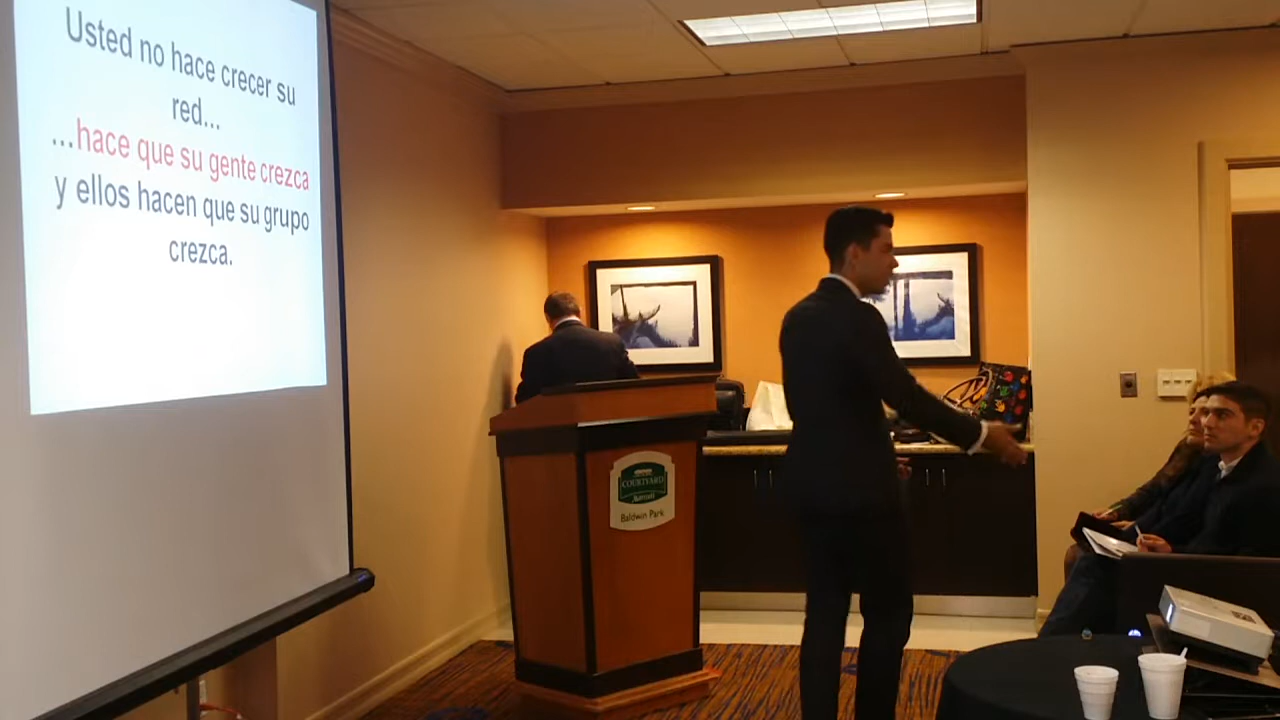 Usted no hace crecer su
red...
...hace que su gente crezca
y ellos hacen que su grupo
crezca.
COURTYARD
Marriott
Baldwin Park